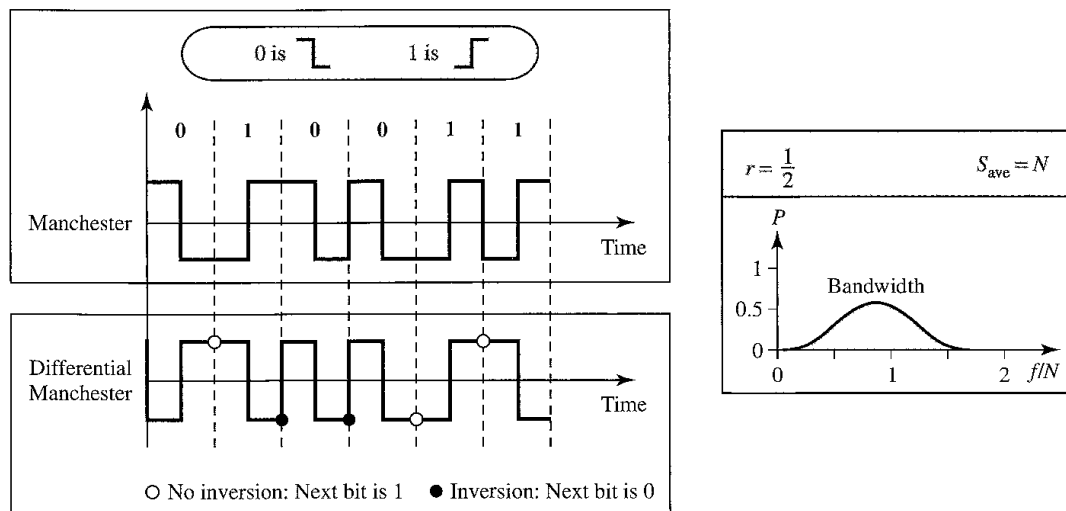 0 is
1 is
0 1 0 0 1 1
Manchester
Time
Differential
Manchester
Time
○ No inversion: Next bit is 1 ● Inversion: Next bit is 0
r = 1/2
S_ave = N
P
1
0.5
0
Bandwidth
0 1 2 f/N